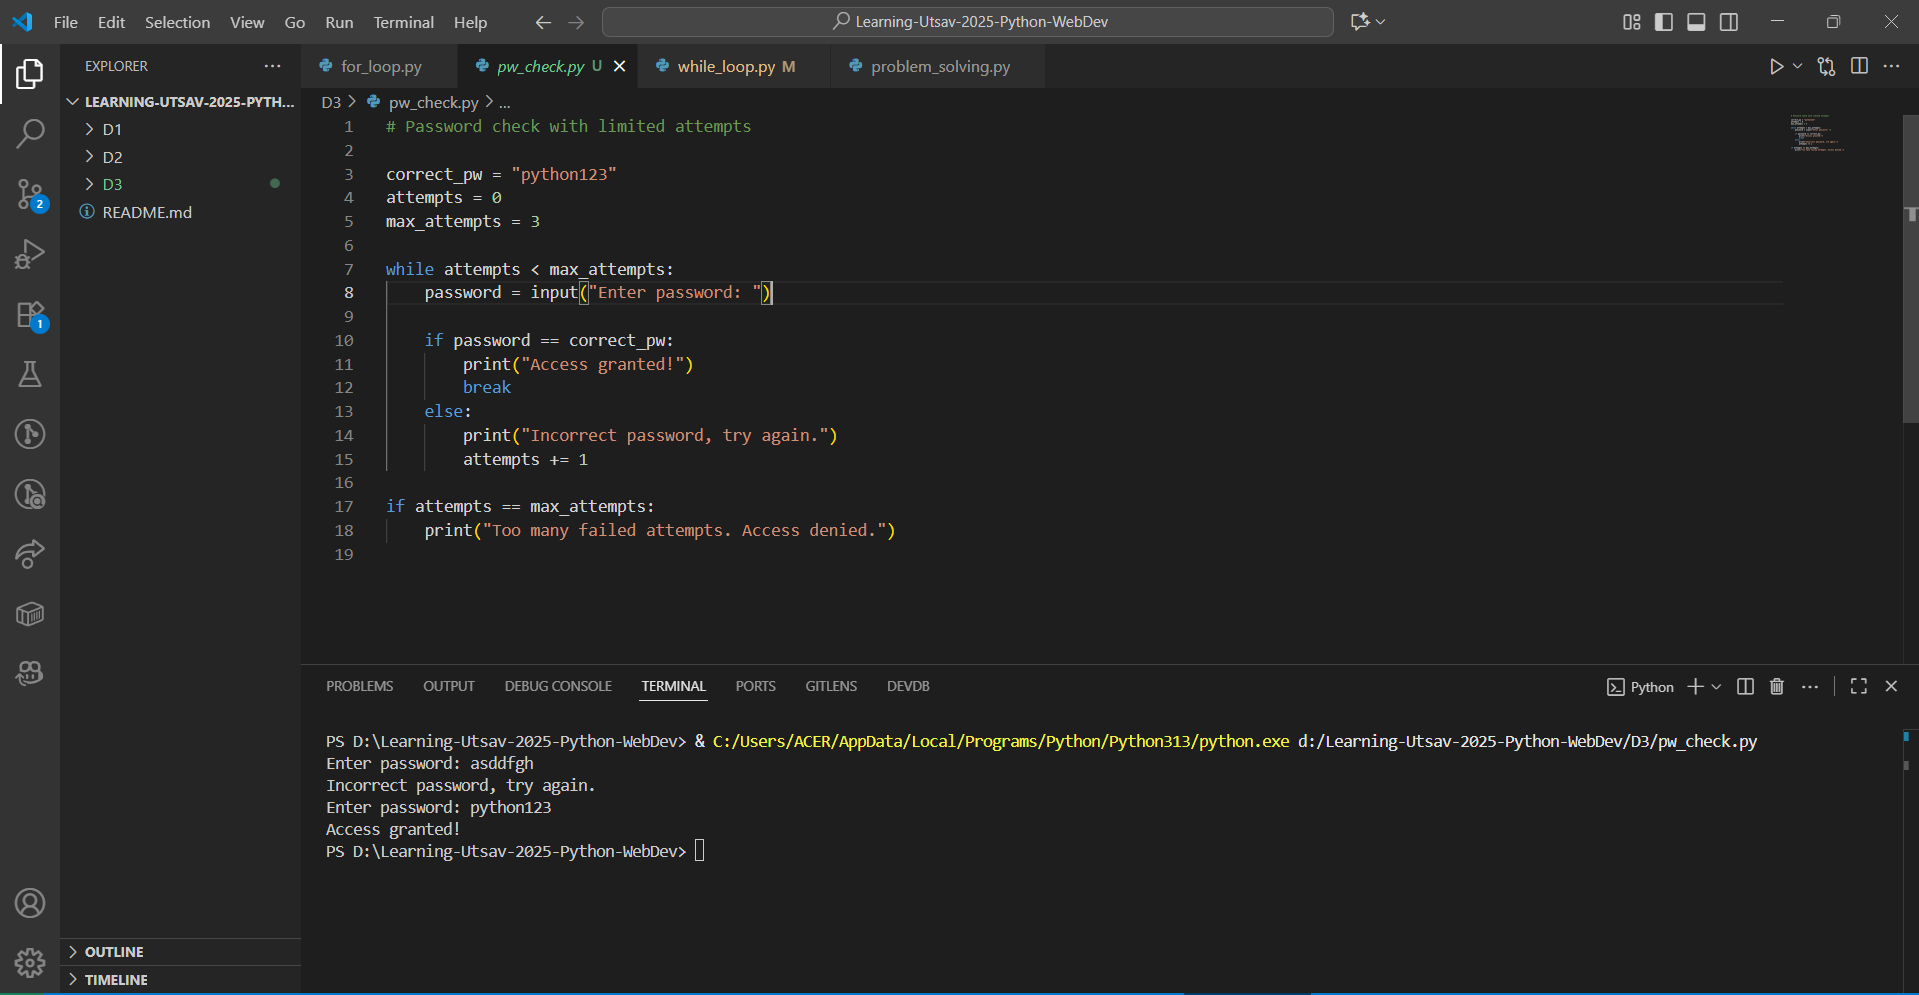 File Edit Selection View Go Run Terminal Help
Learning-Utsav-2025-Python-WebDev
EXPLORER
LEARNING-UTSAV-2025-PYTH...
D1
D2
D3
README.md
2
1
OUTLINE
TIMELINE
for_loop.py pw_check.py U while_loop.py M problem_solving.py
D3 > pw_check.py > ...
1 # Password check with limited attempts
2
3 correct_pw = "python123"
4 attempts = 0
5 max_attempts = 3
6
7 while attempts < max_attempts:
8 password = input("Enter password: ")
9
10 if password == correct_pw:
11 print("Access granted!")
12 break
13 else:
14 print("Incorrect password, try again.")
15 attempts += 1
16
17 if attempts == max_attempts:
18 print("Too many failed attempts. Access denied.")
19
PROBLEMS OUTPUT DEBUG CONSOLE TERMINAL PORTS GITLENS DEVDB
Python
PS D:\Learning-Utsav-2025-Python-WebDev> & C:/Users/ACER/AppData/Local/Programs/Python/Python313/python.exe d:/Learning-Utsav-2025-Python-WebDev/D3/pw_check.py
Enter password: asddfgh
Incorrect password, try again.
Enter password: python123
Access granted!
PS D:\Learning-Utsav-2025-Python-WebDev>